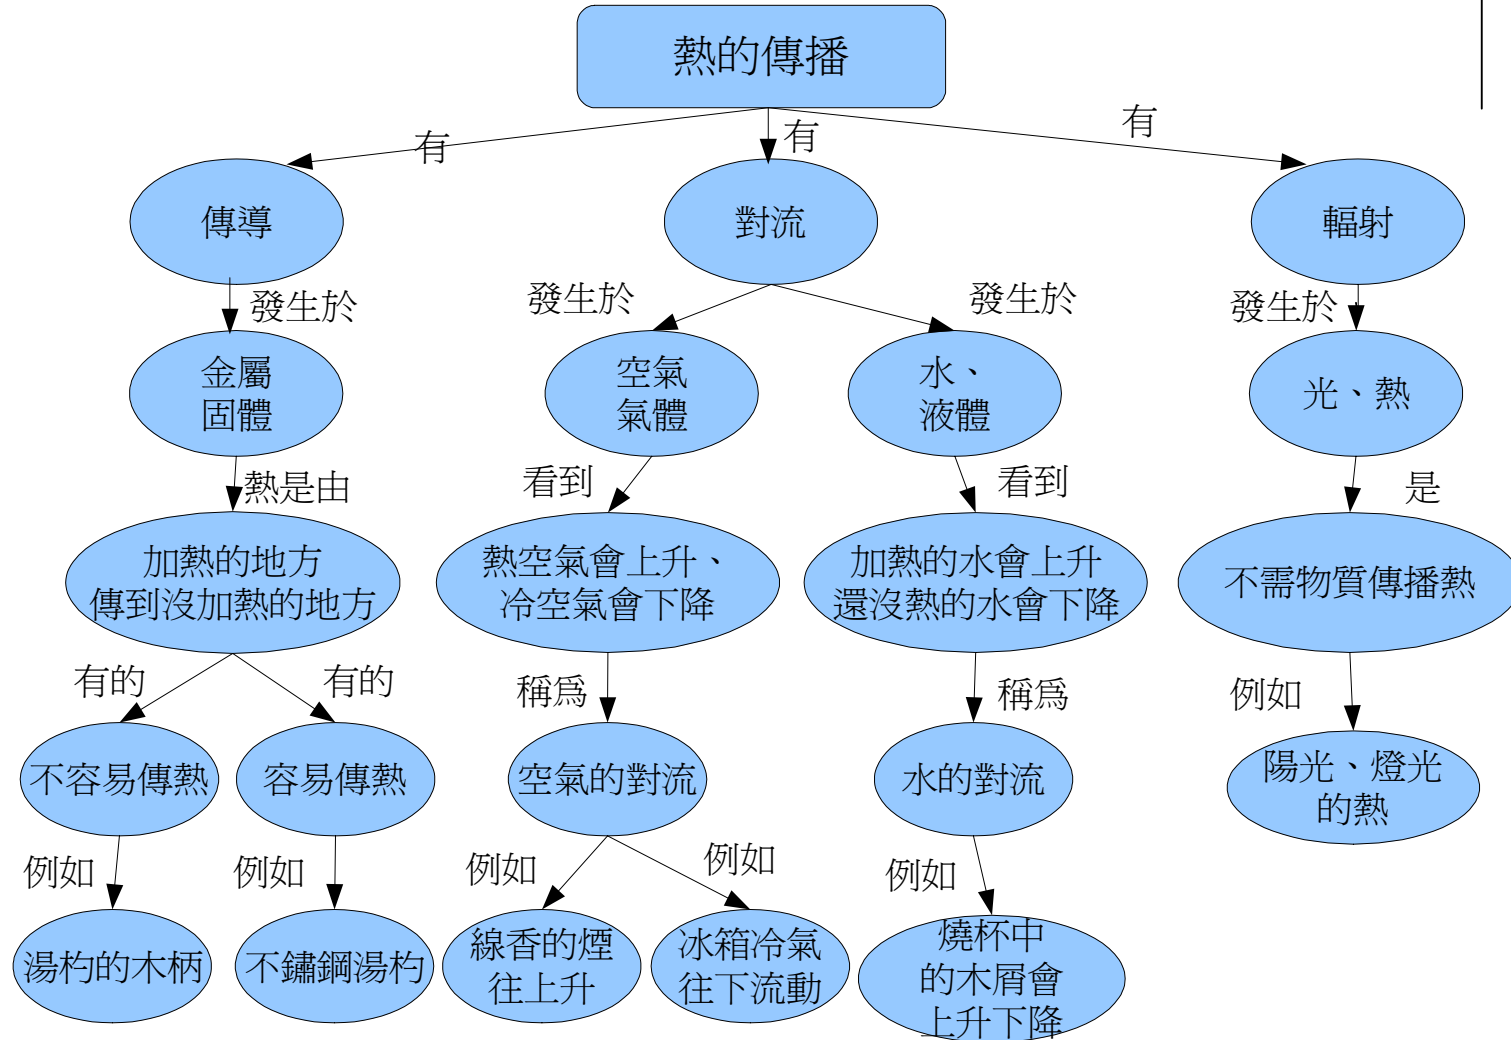 熱的傳播
有
有
有
傳導
對流
輻射
發生於
發生於
發生於
發生於
金屬
固體
空氣
氣體
水、
液體
光、熱
熱是由
看到
看到
是
加熱的地方
傳到沒加熱的地方
熱空氣會上升、
冷空氣會下降
加熱的水會上升
還沒熱的水會下降
不需物質傳播熱
有的
有的
稱為
稱為
例如
不容易傳熱
容易傳熱
空氣的對流
水的對流
陽光、燈光
的熱
例如
例如
例如
例如
例如
湯杓的木柄
不鏽鋼湯杓
線香的煙
往上升
冰箱冷氣
往下流動
燒杯中
的木屑會
上升下降